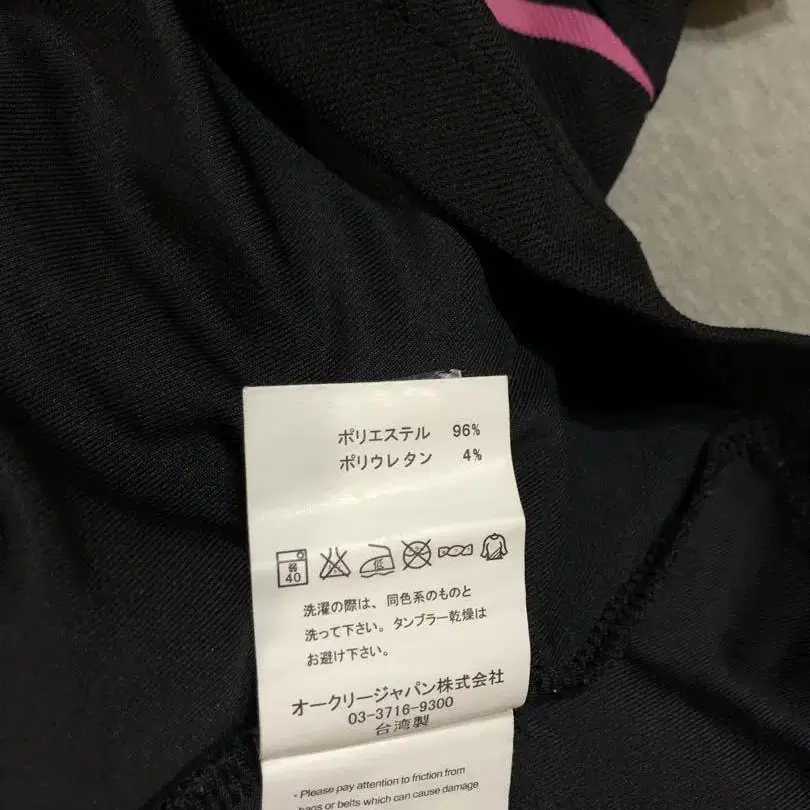 ポリエステル 96%
ポリウレタン 4%
弱
40
低
洗濯の際は、同色系のものと
洗って下さい。タンブラー乾燥は
お避け下さい。
オークリージャパン株式会社
03-3716-9300
台湾製
- Please pay attention to friction from
bags or belts which can cause damage